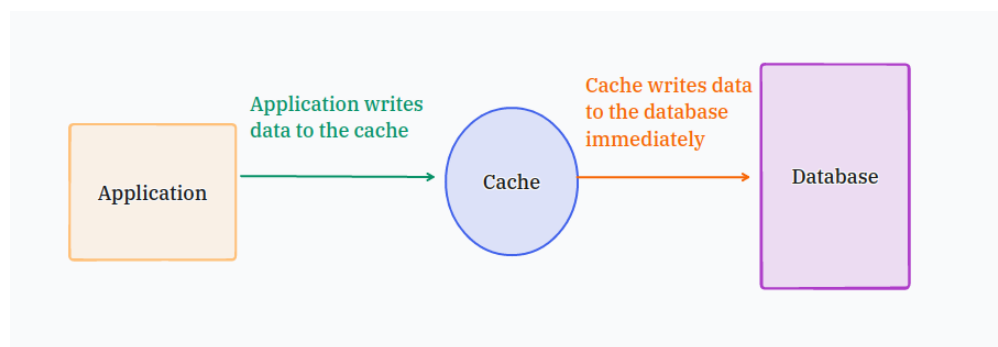 Application writes
data to the cache
Cache writes data
to the database
immediately
Application
Cache
Database